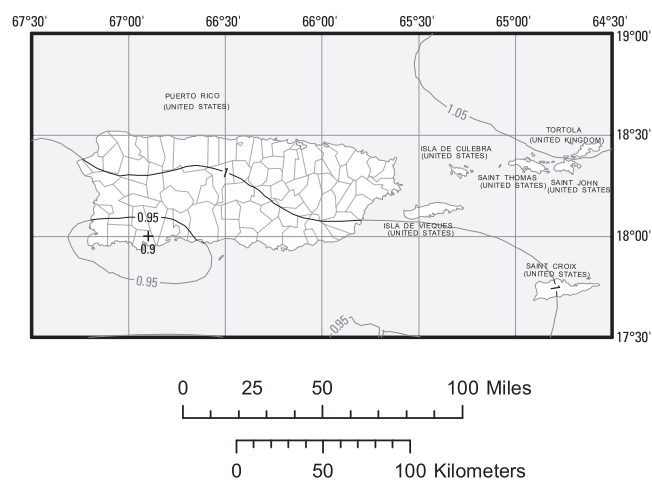 67°30' 67°00' 66°30' 66°00' 65°30' 65°00' 64°30'
19°00'
PUERTO RICO
(UNITED STATES)
1.05
TORTOLA
(UNITED KINGDOM)
18°30'
ISLA DE CULEBRA
(UNITED STATES)
1
SAINT THOMAS
(UNITED STATES)
SAINT JOHN
(UNITED STATES)
0.95
ISLA DE VIEQUES
(UNITED STATES)
18°00'
0.9
0.95
SAINT CROIX
(UNITED STATES)
1
0.95
17°30'
0 25 50 100 Miles
0 50 100 Kilometers